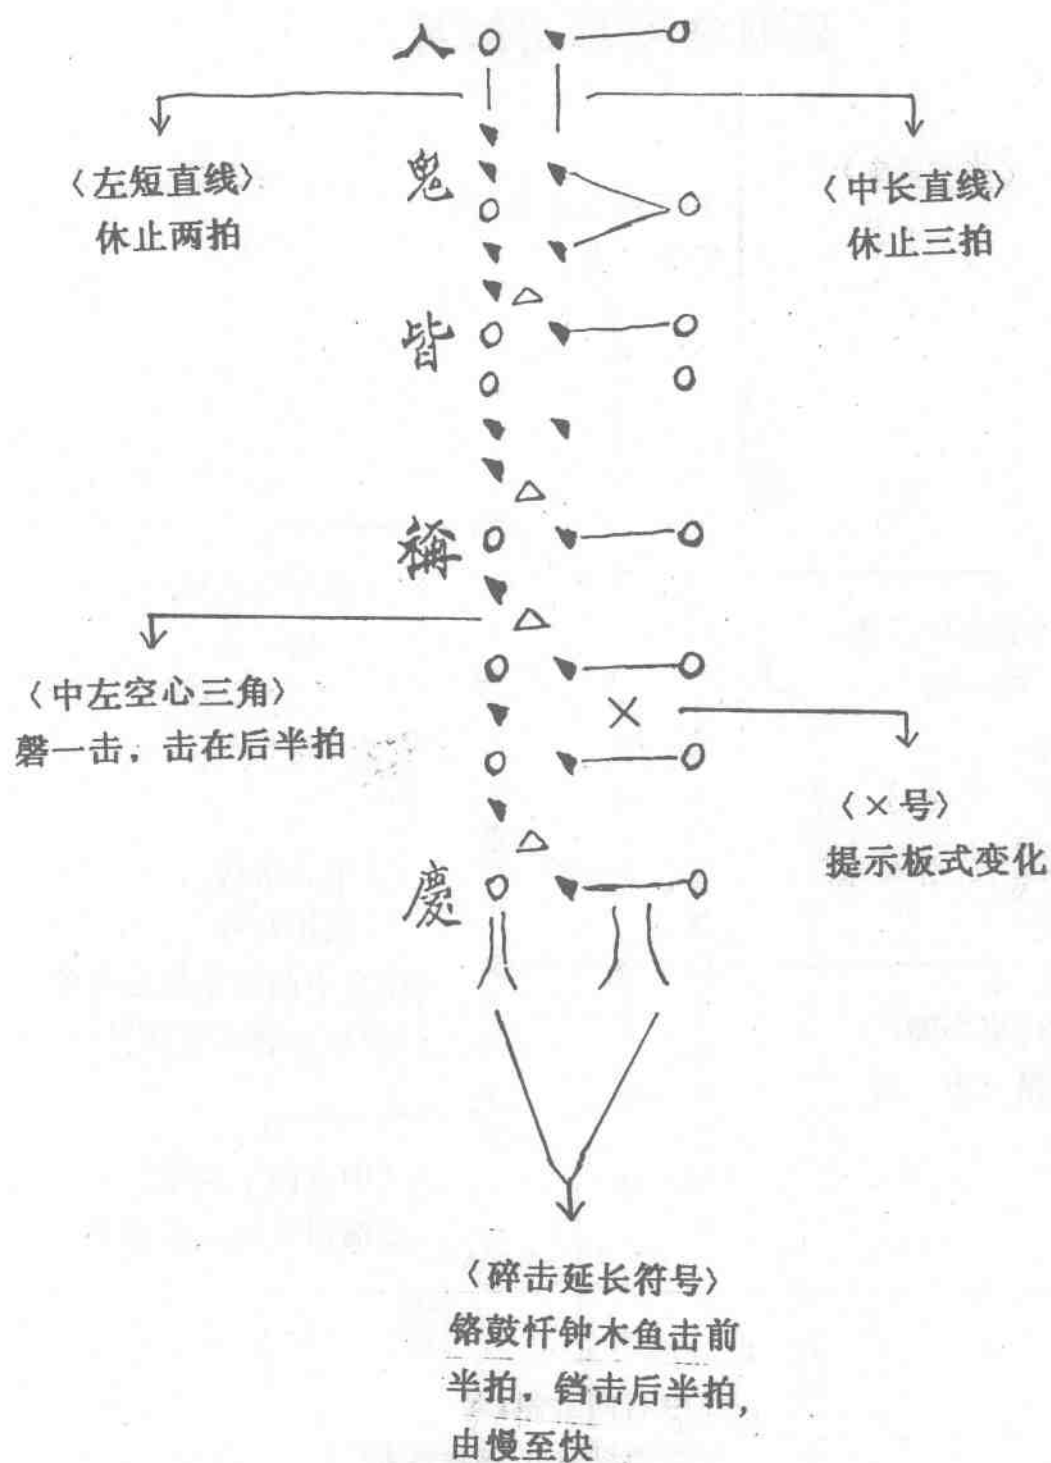 人
〈左短直线〉
休止两拍
〈中长直线〉
休止三拍
鬼
皆
稱
〈中左空心三角〉
磬一击，击在后半拍
×
〈×号〉
提示板式变化
慶
〈碎击延长符号〉
铬鼓忏钟木鱼击前
半拍。铛击后半拍，
由慢至快